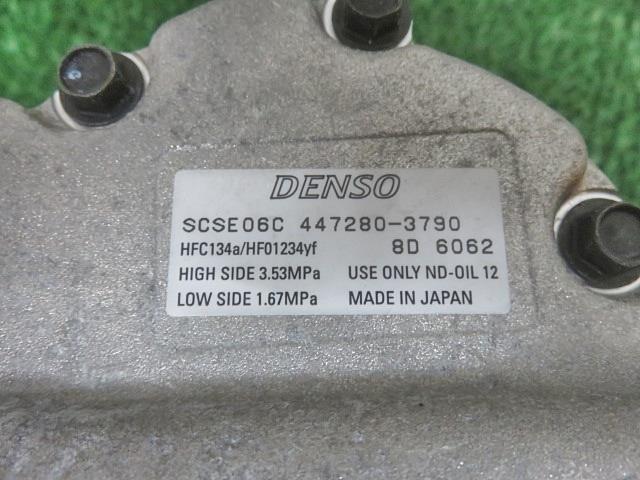 DENSO
SCSE06C 447280-3790
HFC134a/HFO1234yf 8D 6062
HIGH SIDE 3.53MPa USE ONLY ND-OIL 12
LOW SIDE 1.67MPa MADE IN JAPAN